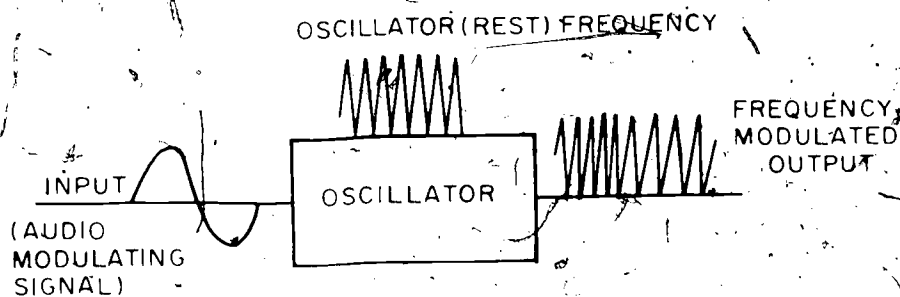 OSCILLATOR (REST) FREQUENCY
FREQUENCY
MODULATED
OUTPUT
INPUT
OSCILLATOR
(AUDIO
MODULATING
SIGNAL)